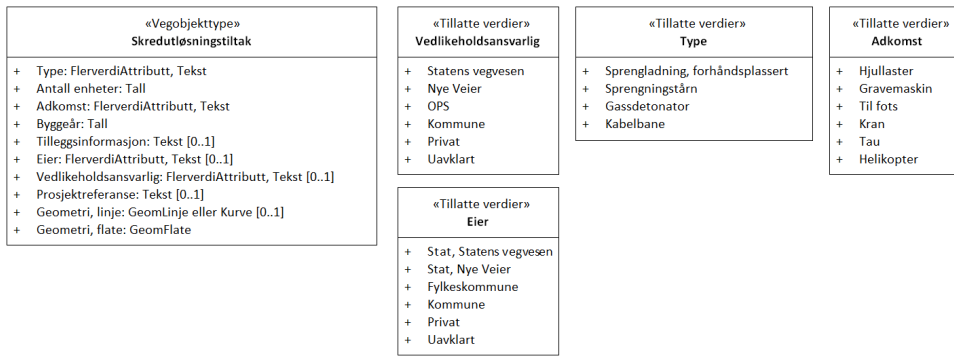 «Vegobjekttype»
Skredutløsningstiltak
+ Type: FlerverdiAttributt, Tekst
+ Antall enheter: Tall
+ Adkomst: FlerverdiAttributt, Tekst
+ Byggeår: Tall
+ Tilleggsinformasjon: Tekst [0..1]
+ Eier: FlerverdiAttributt, Tekst [0..1]
+ Vedlikeholdsansvarlig: FlerverdiAttributt, Tekst [0..1]
+ Prosjektreferanse: Tekst [0..1]
+ Geometri, linje: GeomLinje eller Kurve [0..1]
+ Geometri, flate: GeomFlate
«Tillatte verdier»
Vedlikeholdsansvarlig
+ Statens vegvesen
+ Nye Veier
+ OPS
+ Kommune
+ Privat
+ Uavklart
«Tillatte verdier»
Eier
+ Stat, Statens vegvesen
+ Stat, Nye Veier
+ Fylkeskommune
+ Kommune
+ Privat
+ Uavklart
«Tillatte verdier»
Type
+ Sprengladning, forhåndsplassert
+ Sprengningstårn
+ Gassdetonator
+ Kabelbane
«Tillatte verdier»
Adkomst
+ Hjullaster
+ Gravemaskin
+ Til fots
+ Kran
+ Tau
+ Helikopter